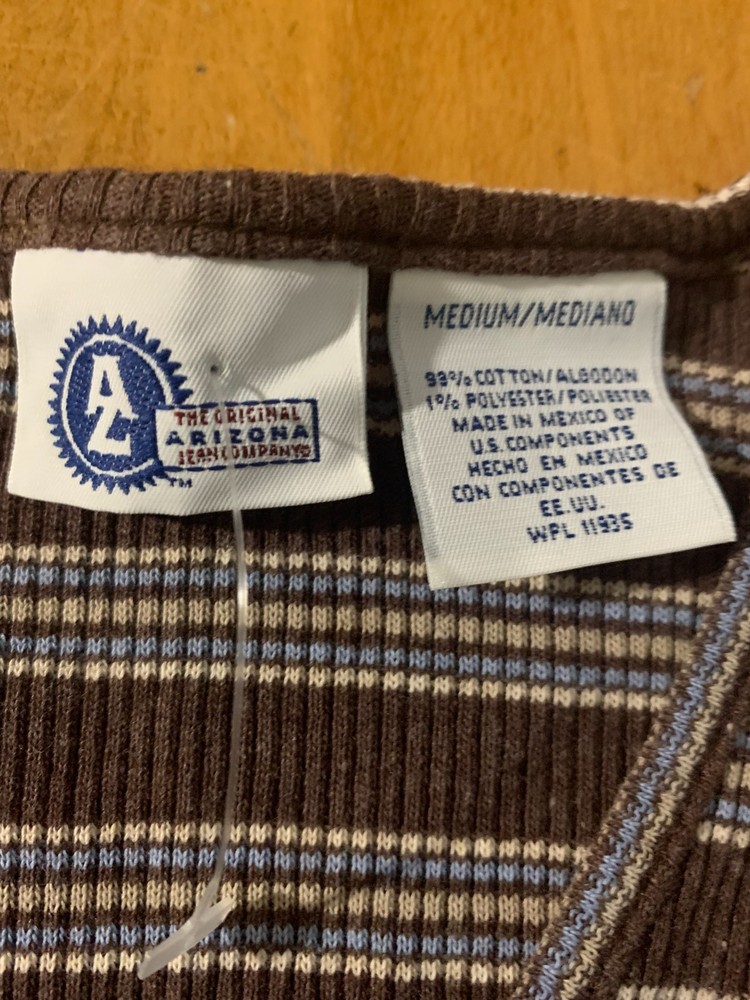 AZ
THE ORIGINAL
ARIZONA
JEAN COMPANY®
TM
MEDIUM/MEDIANO
99% COTTON/ALGODON
1% POLYESTER/POLIESTER
MADE IN MEXICO OF
U.S. COMPONENTS
HECHO EN MEXICO
CON COMPONENTES DE
EE.UU.
WPL 11935